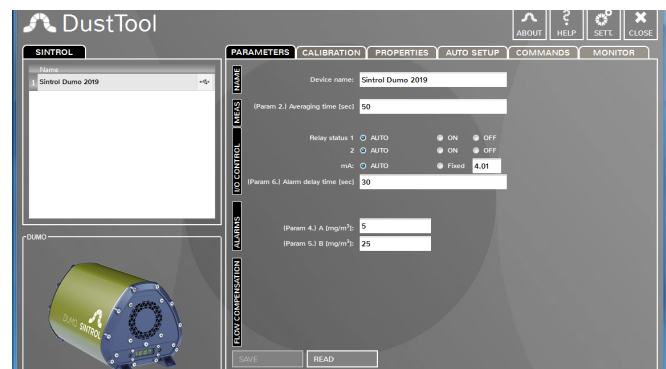 DustTool
ABOUT HELP SETT. CLOSE
SINTROL
PARAMETERS CALIBRATION PROPERTIES AUTO SETUP COMMANDS MONITOR
Name
1 Sintrol Dumo 2019
NAME
Device name: Sintrol Dumo 2019
MEAS
(Param 2.) Averaging time [sec] 50
I/O CONTROL
Relay status 1 AUTO ON OFF
2 AUTO ON OFF
mA: AUTO Fixed 4.01
(Param 6.) Alarm delay time [sec] 30
ALARMS
(Param 4.) A [mg/m³]: 5
(Param 5.) B [mg/m³]: 25
FLOW COMPENSATION
DUMO
DUMO SINTROL
SAVE READ